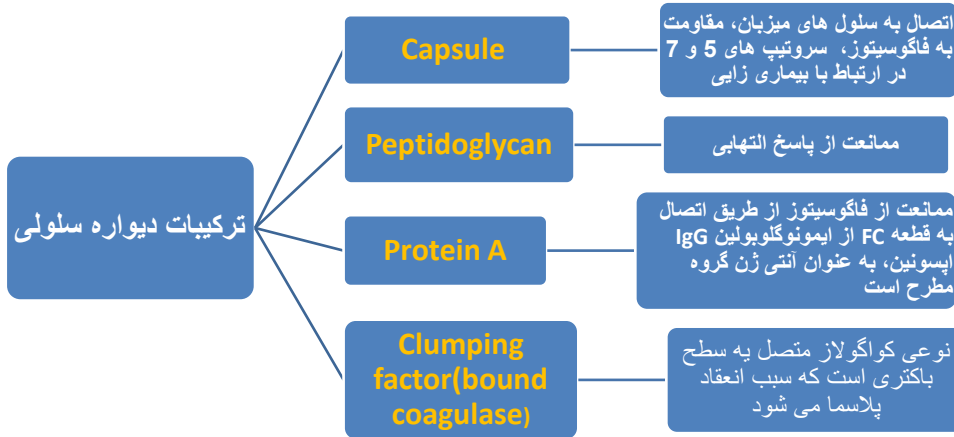 ترکیبات دیواره سلولی
Capsule
اتصال به سلول های میزبان، مقاومت
به فاگوسیتوز، سروتیپ های 5 و 7
در ارتباط با بیماری زایی
Peptidoglycan
ممانعت از پاسخ التهابی
Protein A
ممانعت از فاگوسیتوز از طریق اتصال
به قطعه FC از ایمونوگلوبولین IgG
اپسونین، به عنوان آنتی ژن گروه
مطرح است
Clumping
factor(bound
coagulase)
نوعی کواگولاز متصل یه سطح
باکتری است که سبب انعقاد
پلاسما می شود